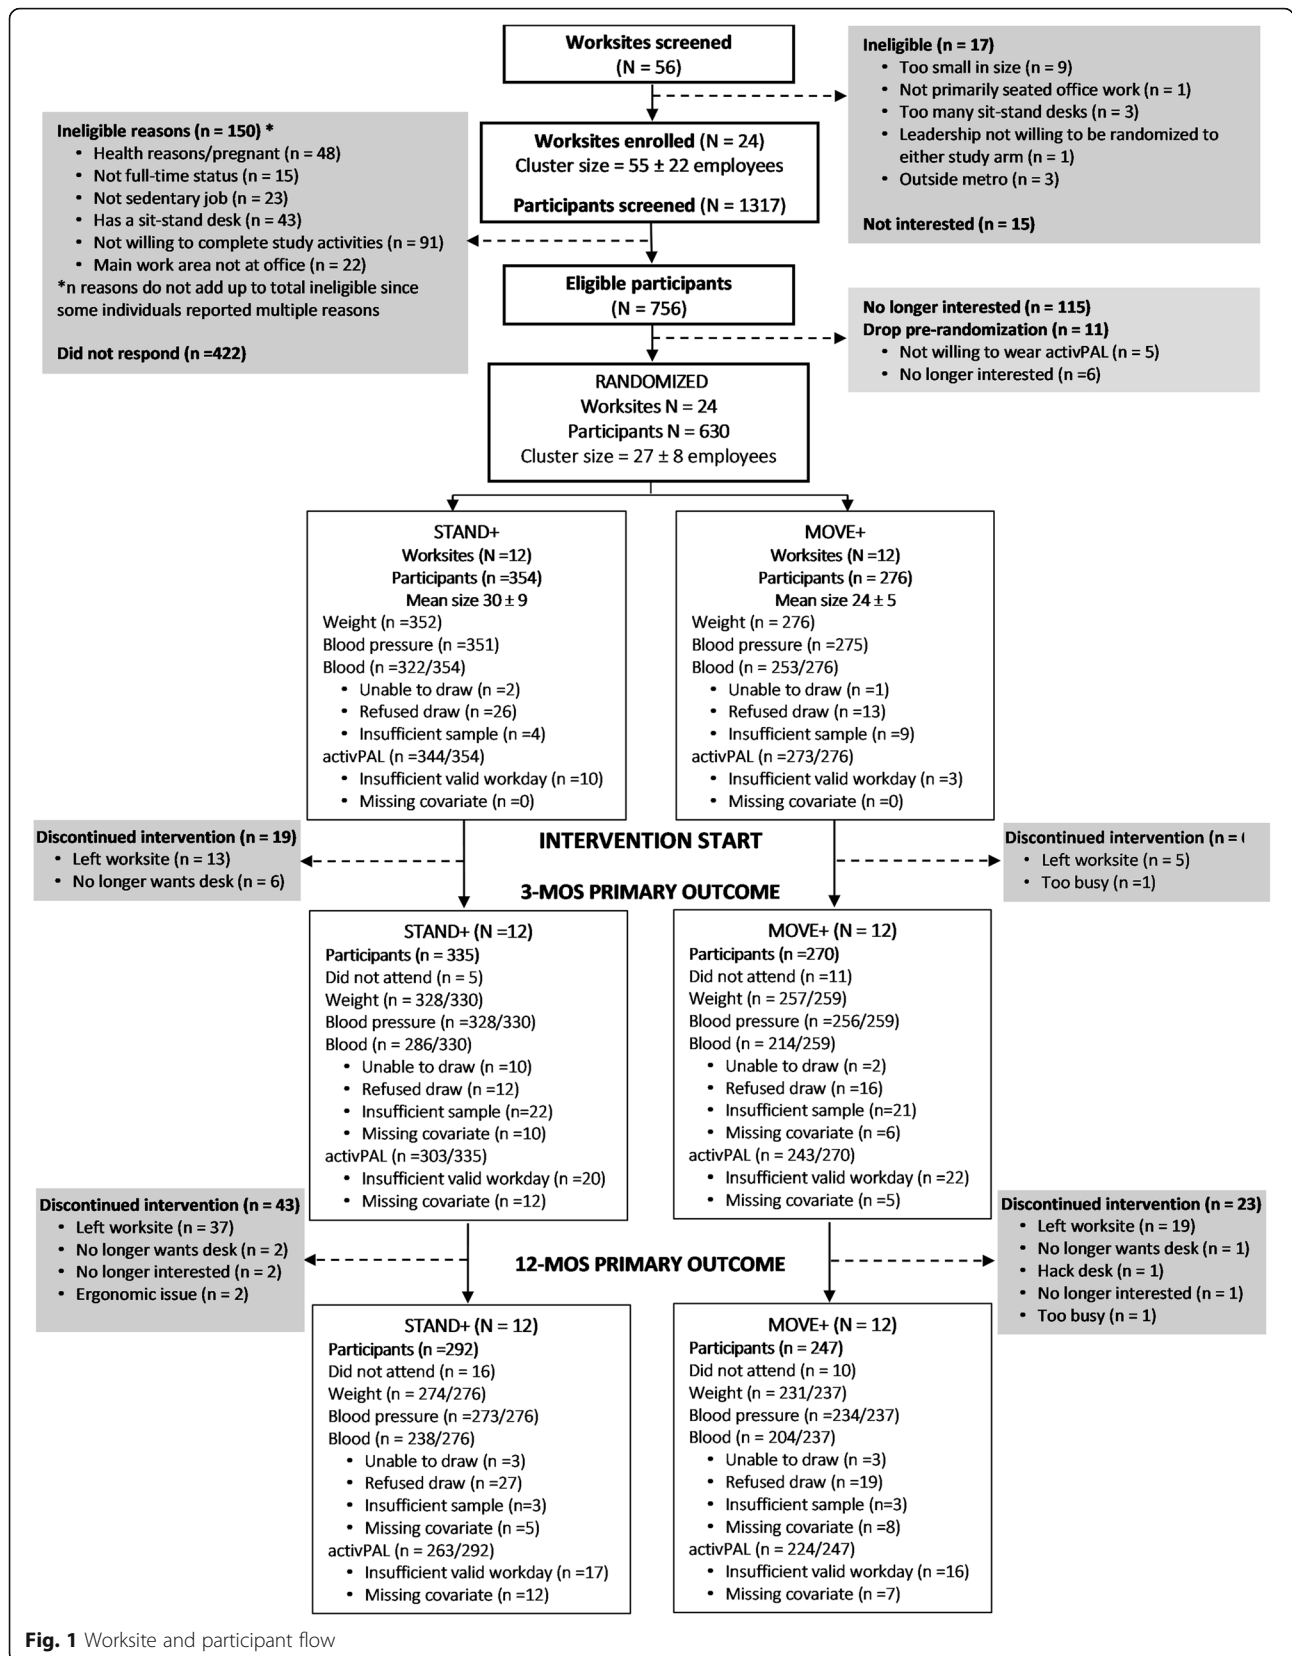 Worksites screened
(N = 56)
Ineligible (n = 17)
• Too small in size (n = 9)
• Not primarily seated office work (n = 1)
• Too many sit-stand desks (n = 3)
• Leadership not willing to be randomized to
either study arm (n = 1)
• Outside metro (n = 3)
Not interested (n = 15)
Worksites enrolled (N = 24)
Cluster size = 55 ± 22 employees
Participants screened (N = 1317)
Ineligible reasons (n = 150) *
• Health reasons/pregnant (n = 48)
• Not full-time status (n = 15)
• Not sedentary job (n = 23)
• Has a sit-stand desk (n = 43)
• Not willing to complete study activities (n = 91)
• Main work area not at office (n = 22)
*n reasons do not add up to total ineligible since
some individuals reported multiple reasons
Did not respond (n =422)
Eligible participants
(N = 756)
No longer interested (n = 115)
Drop pre-randomization (n = 11)
• Not willing to wear activPAL (n = 5)
• No longer interested (n =6)
RANDOMIZED
Worksites N = 24
Participants N = 630
Cluster size = 27 ± 8 employees
STAND+
Worksites (N =12)
Participants (n =354)
Mean size 30 ± 9
Weight (n =352)
Blood pressure (n =351)
Blood (n =322/354)
• Unable to draw (n =2)
• Refused draw (n =26)
• Insufficient sample (n =4)
activPAL (n =344/354)
• Insufficient valid workday (n =10)
• Missing covariate (n =0)
MOVE+
Worksites (N =12)
Participants (n = 276)
Mean size 24 ± 5
Weight (n = 276)
Blood pressure (n =275)
Blood (n = 253/276)
• Unable to draw (n =1)
• Refused draw (n =13)
• Insufficient sample (n =9)
activPAL (n =273/276)
• Insufficient valid workday (n =3)
• Missing covariate (n =0)
Discontinued intervention (n = 19)
• Left worksite (n = 13)
• No longer wants desk (n = 6)
INTERVENTION START
Discontinued intervention (n =
• Left worksite (n = 5)
• Too busy (n =1)
3-MOS PRIMARY OUTCOME
STAND+ (N =12)
Participants (n = 335)
Did not attend (n = 5)
Weight (n = 328/330)
Blood pressure (n =328/330)
Blood (n = 286/330)
• Unable to draw (n =10)
• Refused draw (n =12)
• Insufficient sample (n=22)
• Missing covariate (n =10)
activPAL (n =303/335)
• Insufficient valid workday (n =20)
• Missing covariate (n =12)
MOVE+ (N = 12)
Participants (n =270)
Did not attend (n =11)
Weight (n = 257/259)
Blood pressure (n =256/259)
Blood (n = 214/259)
• Unable to draw (n =2)
• Refused draw (n =16)
• Insufficient sample (n=21)
• Missing covariate (n =6)
activPAL (n = 243/270)
• Insufficient valid workday (n =22)
• Missing covariate (n =5)
Discontinued intervention (n = 43)
• Left worksite (n = 37)
• No longer wants desk (n = 2)
• No longer interested (n = 2)
• Ergonomic issue (n = 2)
12-MOS PRIMARY OUTCOME
Discontinued intervention (n = 23)
• Left worksite (n = 19)
• No longer wants desk (n = 1)
• Hack desk (n = 1)
• No longer interested (n = 1)
• Too busy (n = 1)
STAND+ (N = 12)
Participants (n =292)
Did not attend (n = 16)
Weight (n = 274/276)
Blood pressure (n =273/276)
Blood (n = 238/276)
• Unable to draw (n =3)
• Refused draw (n =27)
• Insufficient sample (n=3)
• Missing covariate (n =5)
activPAL (n = 263/292)
• Insufficient valid workday (n =17)
• Missing covariate (n =12)
MOVE+ (N = 12)
Participants (n = 247)
Did not attend (n = 10)
Weight (n = 231/237)
Blood pressure (n =234/237)
Blood (n = 204/237)
• Unable to draw (n =3)
• Refused draw (n =19)
• Insufficient sample (n=3)
• Missing covariate (n =8)
activPAL (n = 224/247)
• Insufficient valid workday (n =16)
• Missing covariate (n =7)
Fig. 1 Worksite and participant flow